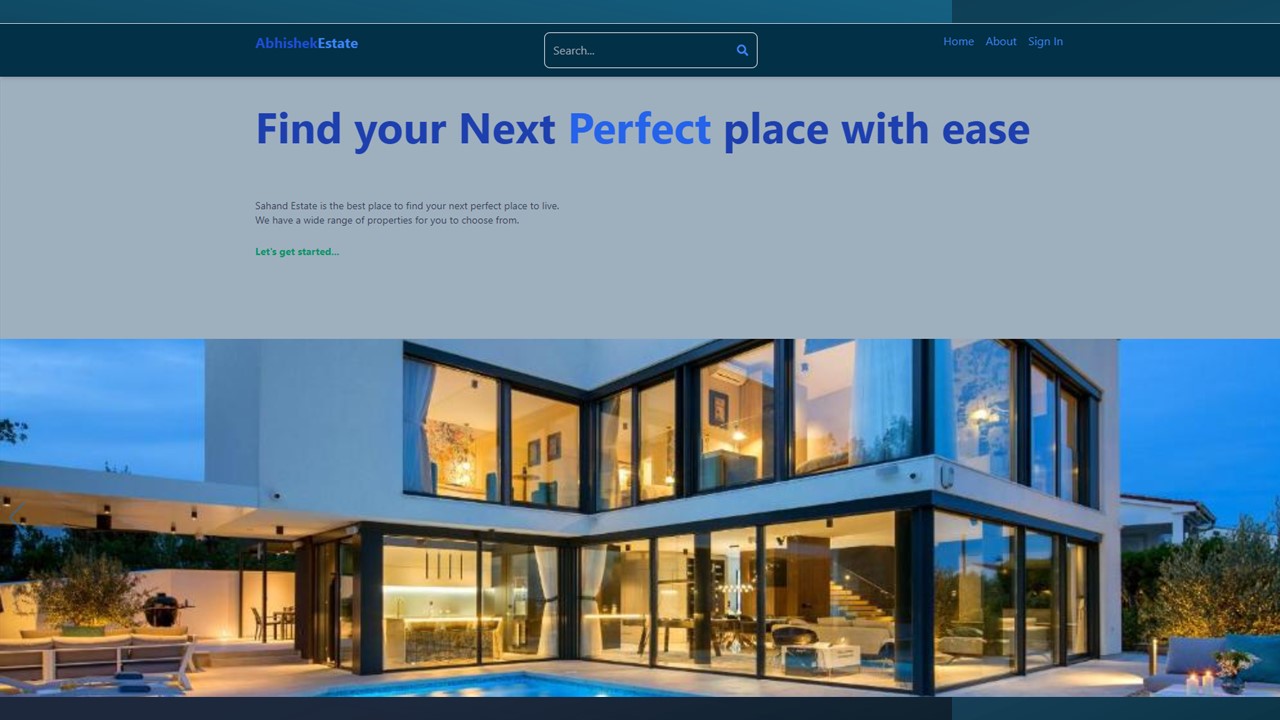 AbhishekEstate
Search...
Home About Sign In
Find your Next Perfect place with ease
Sahand Estate is the best place to find your next perfect place to live.
We have a wide range of properties for you to choose from.
Let's get started...